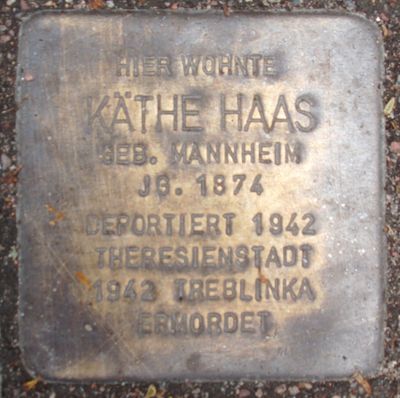 HIER WOHNTE
KÄTHE HAAS
GEB. MANNHEIM
JG. 1874
DEPORTIERT 1942
THERESIENSTADT
1942 TREBLINKA
ERMORDET